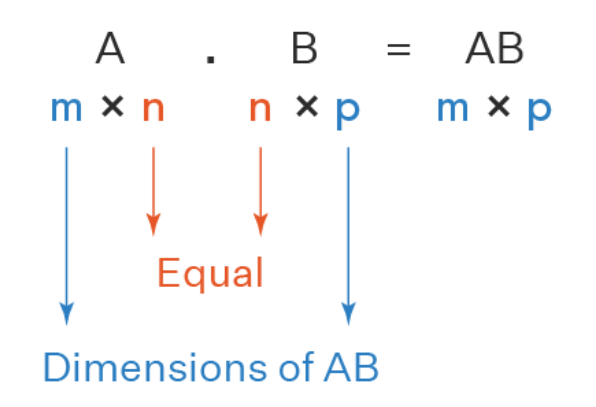 A . B = AB
m × n n × p m × p
Equal
Dimensions of AB